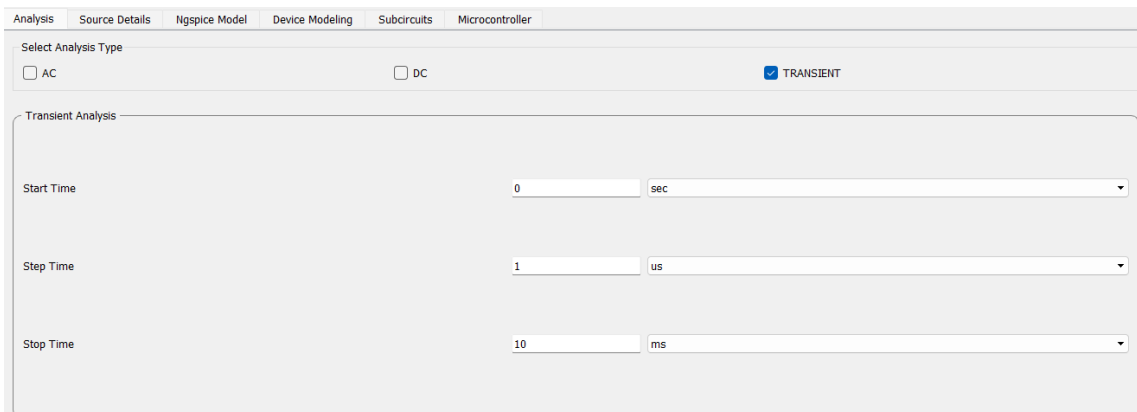 Analysis Source Details Ngspice Model Device Modeling Subcircuits Microcontroller
Select Analysis Type
AC DC TRANSIENT
Transient Analysis
Start Time 0 sec
Step Time 1 us
Stop Time 10 ms